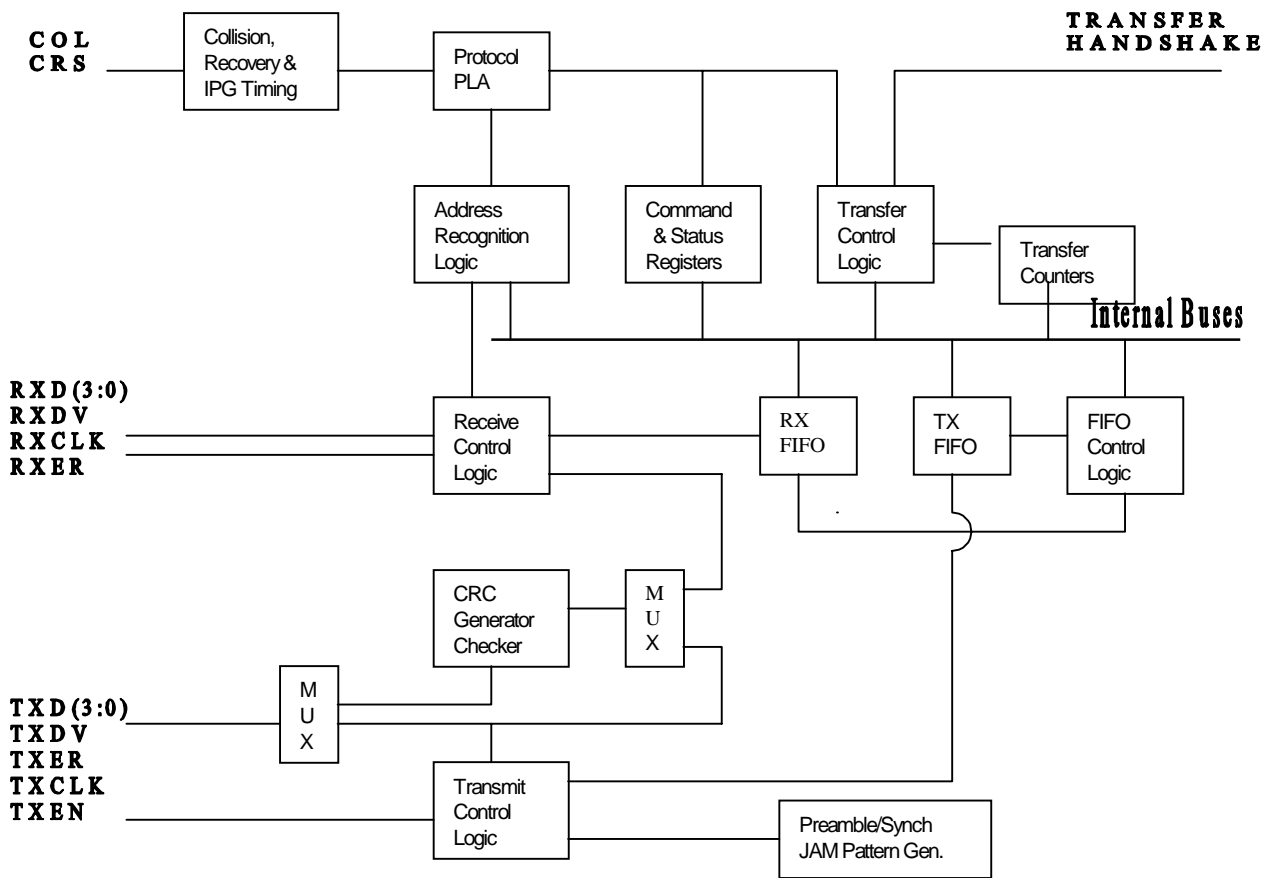 COL
CRS
Collision,
Recovery &
IPG Timing
Protocol
PLA
TRANSFER
HANDSHAKE
Address
Recognition
Logic
Command
& Status
Registers
Transfer
Control
Logic
Transfer
Counters
Internal Buses
RXD(3:0)
RXDV
RXCLK
RXER
Receive
Control
Logic
RX
FIFO
TX
FIFO
FIFO
Control
Logic
CRC
Generator
Checker
M
U
X
M
U
X
TXD(3:0)
TXDV
TXER
TXCLK
TXEN
Transmit
Control
Logic
Preamble/Synch
JAM Pattern Gen.